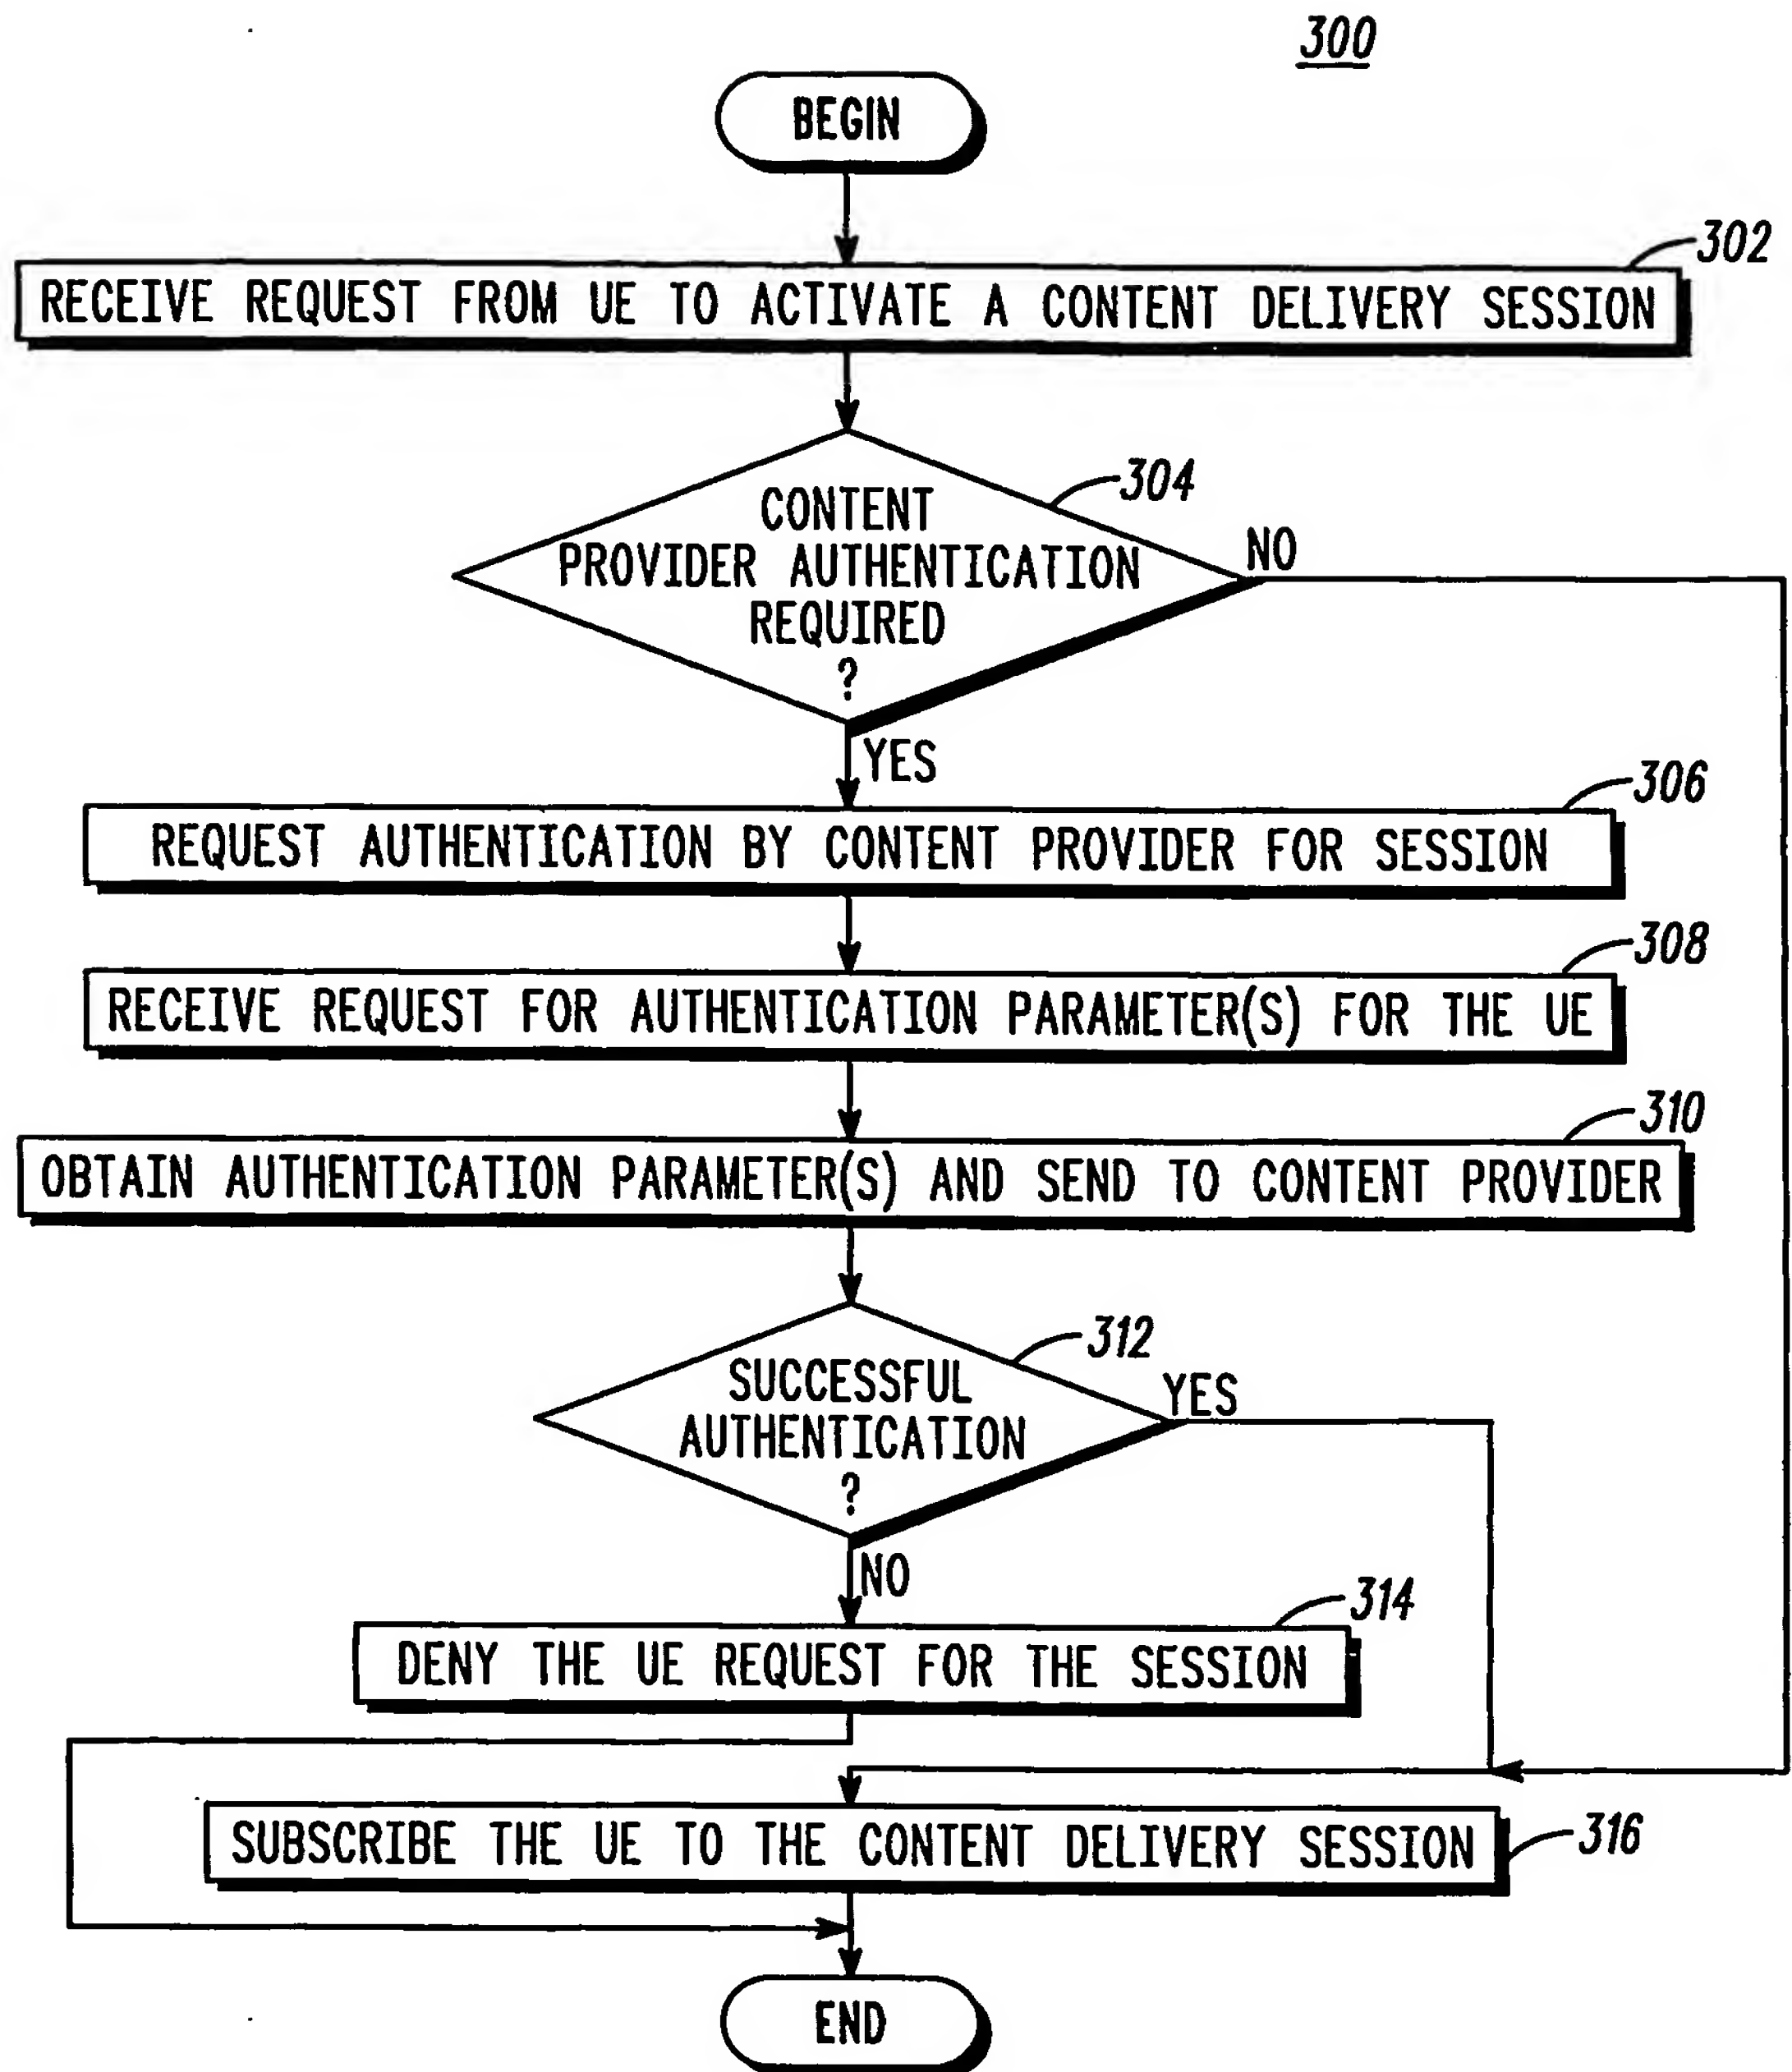 300
BEGIN
302
RECEIVE REQUEST FROM UE TO ACTIVATE A CONTENT DELIVERY SESSION
304
CONTENT
PROVIDER AUTHENTICATION
REQUIRED
?
NO
YES
306
REQUEST AUTHENTICATION BY CONTENT PROVIDER FOR SESSION
308
RECEIVE REQUEST FOR AUTHENTICATION PARAMETER(S) FOR THE UE
310
OBTAIN AUTHENTICATION PARAMETER(S) AND SEND TO CONTENT PROVIDER
312
SUCCESSFUL
AUTHENTICATION
?
YES
NO
314
DENY THE UE REQUEST FOR THE SESSION
SUBSCRIBE THE UE TO THE CONTENT DELIVERY SESSION
316
END